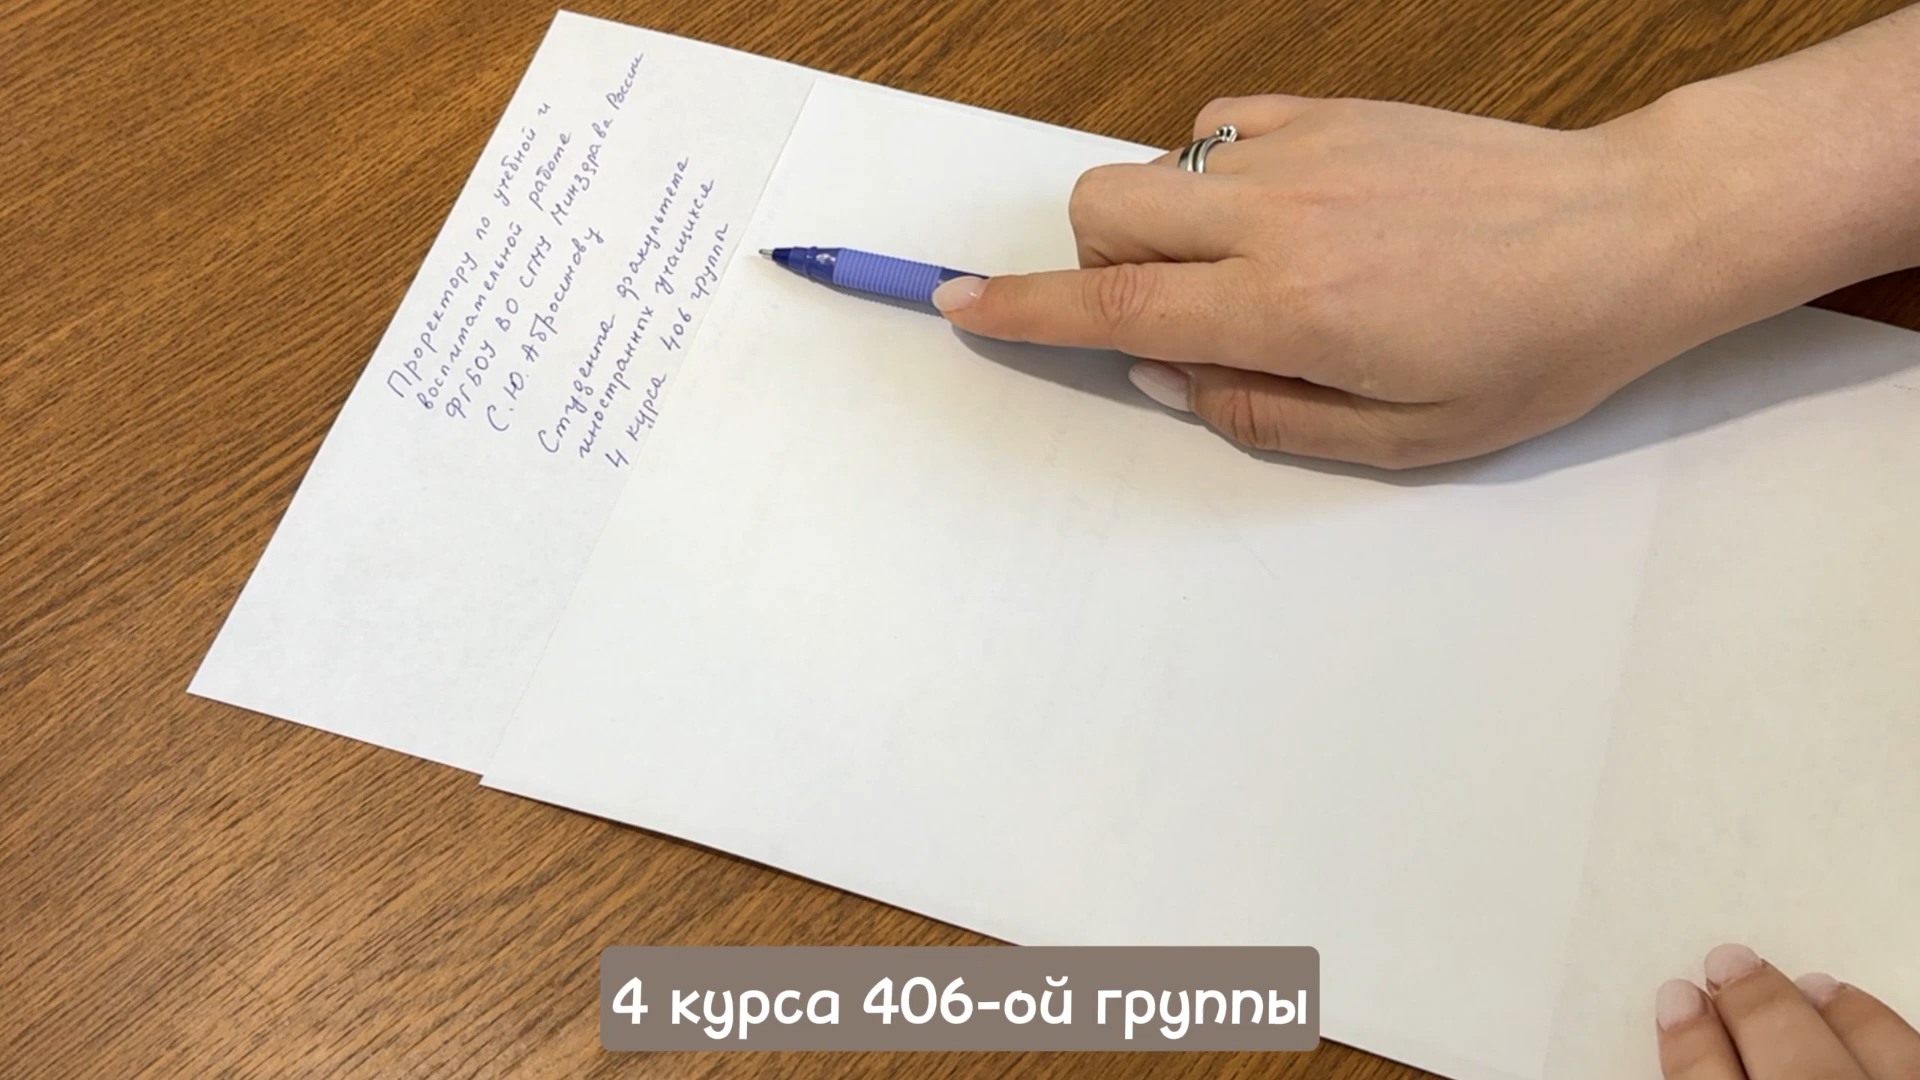 Проректору по учебной и
воспитательной работе
ФГБОУ ВО СГМУ Минздрава России
С.Ю. Абросимову
Студента факультета
иностранных учащихся
4 курса 406 группы
4 курса 406-ой группы